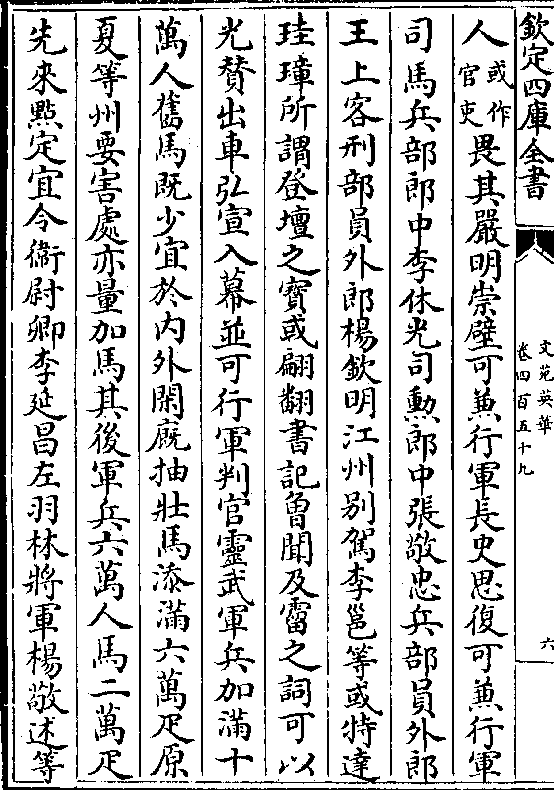 欽定四庫全書
文苑英華
卷四百五十九
六
人或作官吏畏其嚴明崇璧可兼行軍長史思復可兼行軍
司馬兵部郎中李休光司勲郎中張敬忠兵部員外郎
王上客刑部員外郎楊欽明江州别駕李邕等或特達
珪璋所謂登壇之寳或翩翻書記曾聞及霤之詞可以
光賛出車弘宣入幕並可行軍判官靈武軍兵加滿十
萬人舊馬既少宜於内外閑廐抽壯馬添滿六萬疋原
夏等州要害處亦量加馬其後軍兵六萬人馬二萬疋
先來㸃定宜令衛尉卿李延昌左羽林將軍楊敬述等